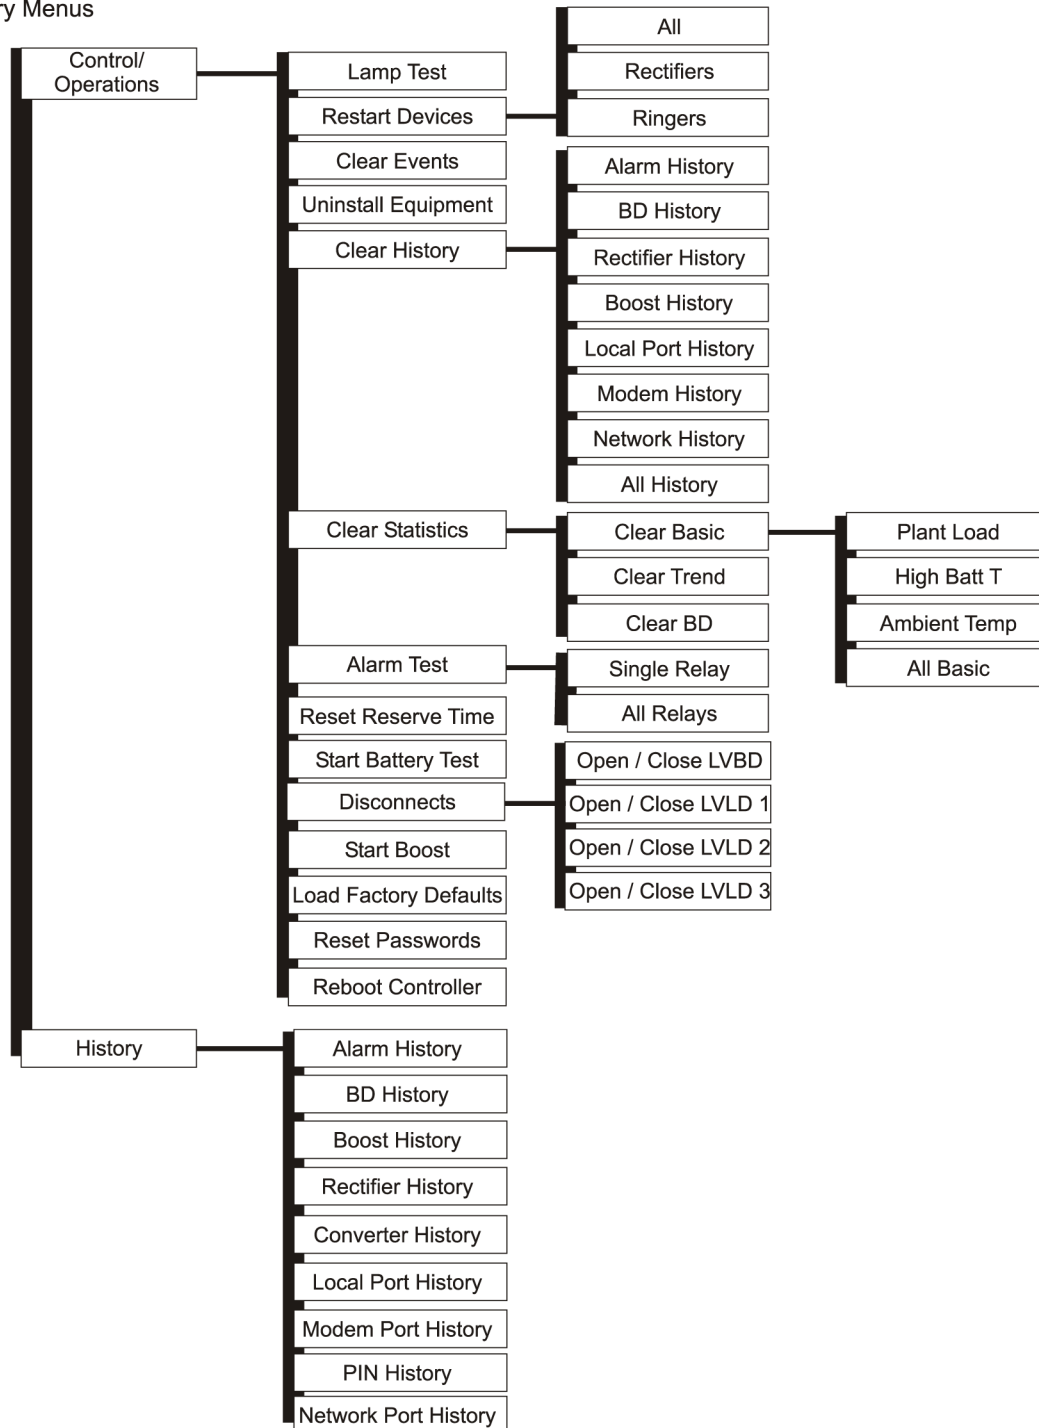 ry Menus
Control/
Operations
Lamp Test
Restart Devices
All
Rectifiers
Ringers
Clear Events
Uninstall Equipment
Clear History
Alarm History
BD History
Rectifier History
Boost History
Local Port History
Modem History
Network History
All History
Clear Statistics
Clear Basic
Plant Load
High Batt T
Ambient Temp
All Basic
Clear Trend
Clear BD
Alarm Test
Single Relay
All Relays
Reset Reserve Time
Start Battery Test
Disconnects
Open / Close LVBD
Open / Close LVLD 1
Open / Close LVLD 2
Open / Close LVLD 3
Start Boost
Load Factory Defaults
Reset Passwords
Reboot Controller
History
Alarm History
BD History
Boost History
Rectifier History
Converter History
Local Port History
Modem Port History
PIN History
Network Port History